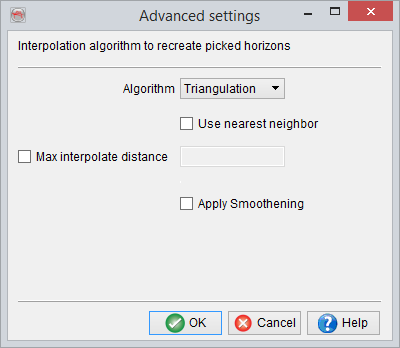 Advanced settings
Interpolation algorithm to recreate picked horizons
Algorithm Triangulation
Use nearest neighbor
Max interpolate distance
Apply Smoothening
OK Cancel Help